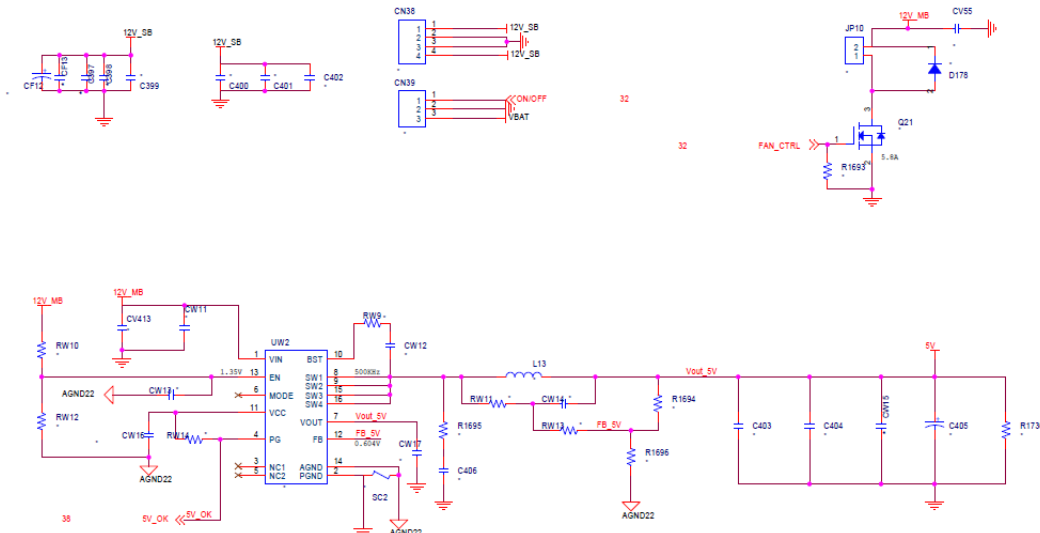 CN38
12V_MB
CV55
JP10
12V_SB
1
2
3
4
12V_SB
12V_SB
12V_SB
2
1
1
D178
2
CF12
CF13
C397
C398
C399
C400
C401
C402
CN39
1
2
3
ON/OFF
VBAT
32
3
Q21
32
FAN_CTRL
1
5.8A
2
R1693
12V_MB
12V_MB
CV413
CW11
RW9
RW10
UW2
CW12
5V
1
VIN
BST
10
L13
1.35V
13
EN
SW1
8
500KHz
Vout_5V
AGND22
CW13
6
MODE
SW2
9
SW3
15
RW11
CW14
R1694
SW4
16
RW12
11
VCC
VOUT
7
Vout_5V
RW13
FB_5V
CW16
RW14
4
PG
FB
12
FB_5V
0.604V
CW17
R1695
R1696
C403
C404
CW15
C405
R173
AGND22
3
NC1
AGND
14
5
NC2
PGND
2
SC2
C406
AGND22
38
5V_OK
5V_OK
AGND22